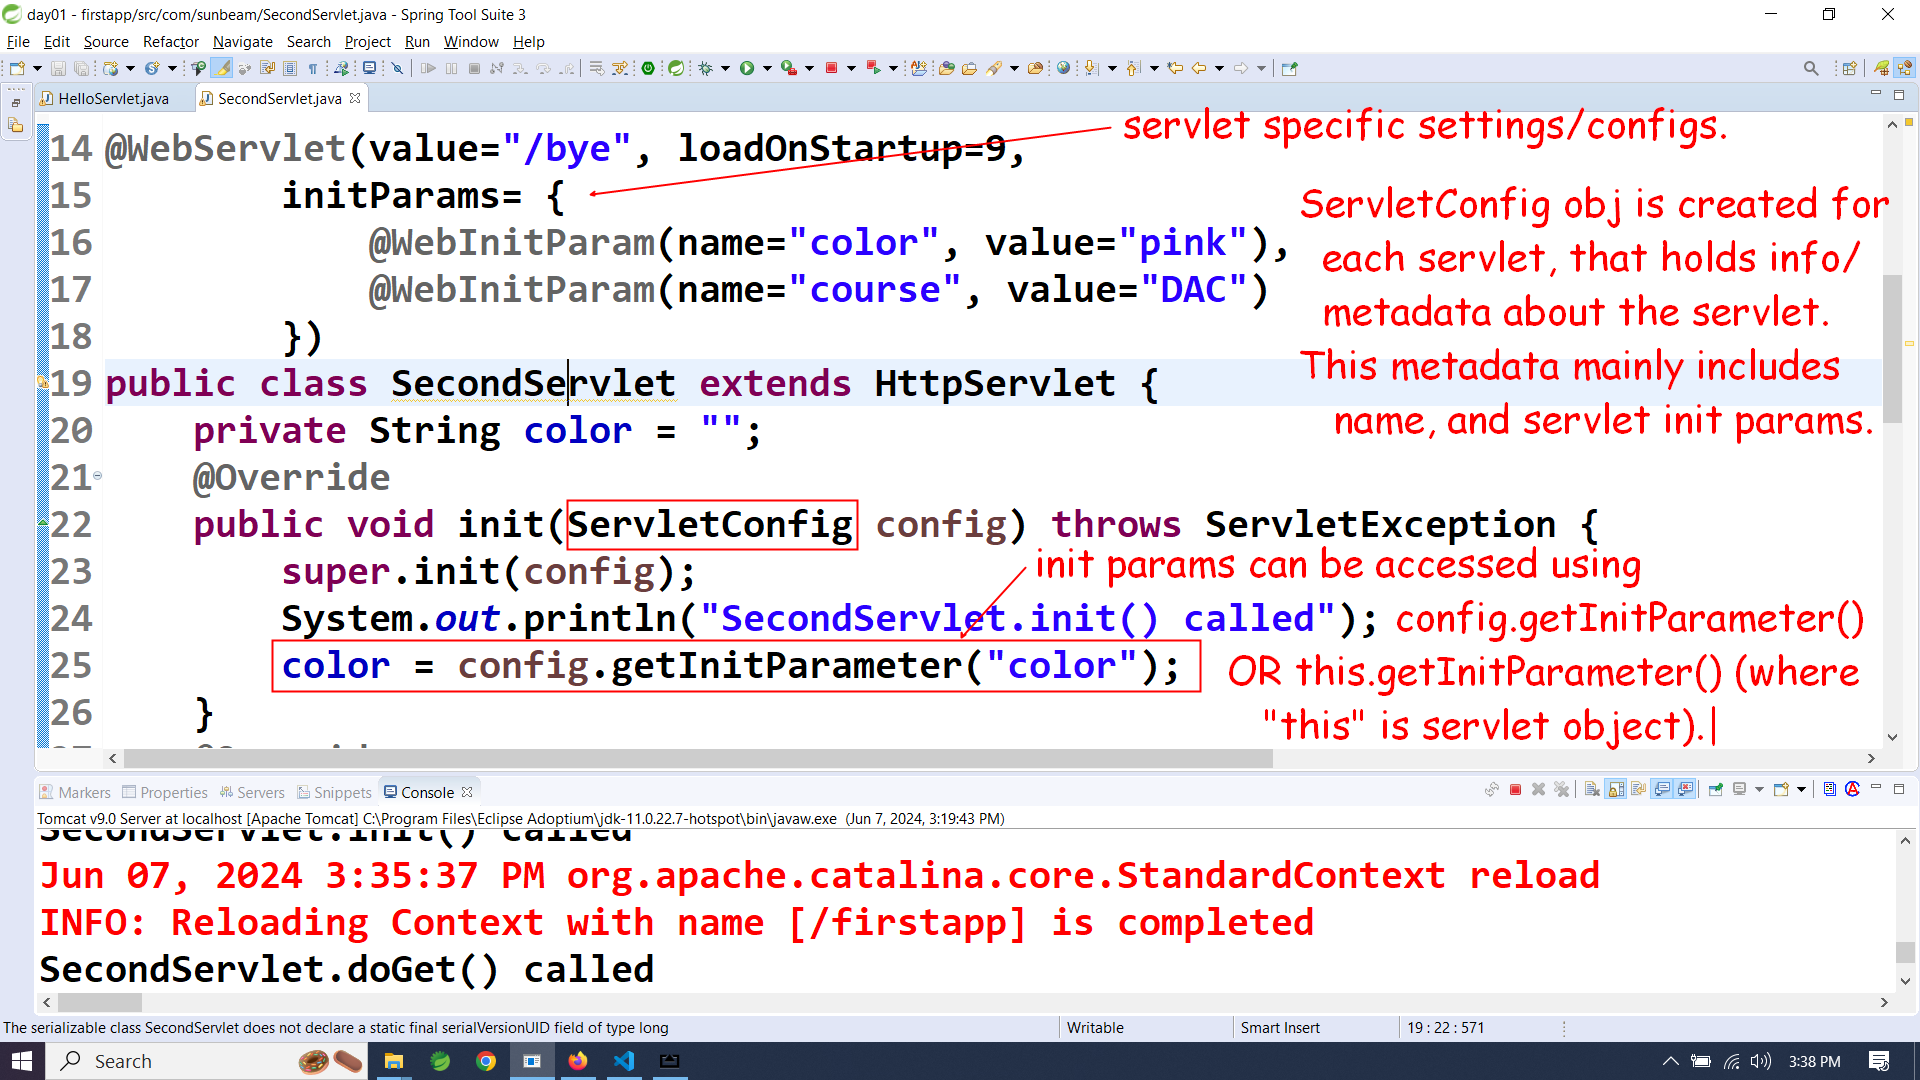 day01 - firstapp/src/com/sunbeam/SecondServlet.java - Spring Tool Suite 3
File Edit Source Refactor Navigate Search Project Run Window Help
HelloServlet.java SecondServlet.java
servlet specific settings/configs.
14 @WebServlet(value="/bye", loadOnStartup=9,
15 initParams= {
16 @WebInitParam(name="color", value="pink"),
17 @WebInitParam(name="course", value="DAC")
18 })
19 public class SecondServlet extends HttpServlet {
20 private String color = "";
21 @Override
22 public void init(ServletConfig config) throws ServletException {
23 super.init(config);
24 System.out.println("SecondServlet.init() called");
25 color = config.getInitParameter("color");
26 }
ServletConfig obj is created for
each servlet, that holds info/
metadata about the servlet.
This metadata mainly includes
name, and servlet init params.
init params can be accessed using
config.getInitParameter()
OR this.getInitParameter() (where
"this" is servlet object).
Markers Properties Servers Snippets Console
Tomcat v9.0 Server at localhost [Apache Tomcat] C:\Program Files\Eclipse Adoptium\jdk-11.0.22.7-hotspot\bin\javaw.exe (Jun 7, 2024, 3:19:43 PM)
SecondServlet.init() called
Jun 07, 2024 3:35:37 PM org.apache.catalina.core.StandardContext reload
INFO: Reloading Context with name [/firstapp] is completed
SecondServlet.doGet() called
The serializable class SecondServlet does not declare a static final serialVersionUID field of type long
Writable Smart Insert 19 : 22 : 571
Search 3:38 PM